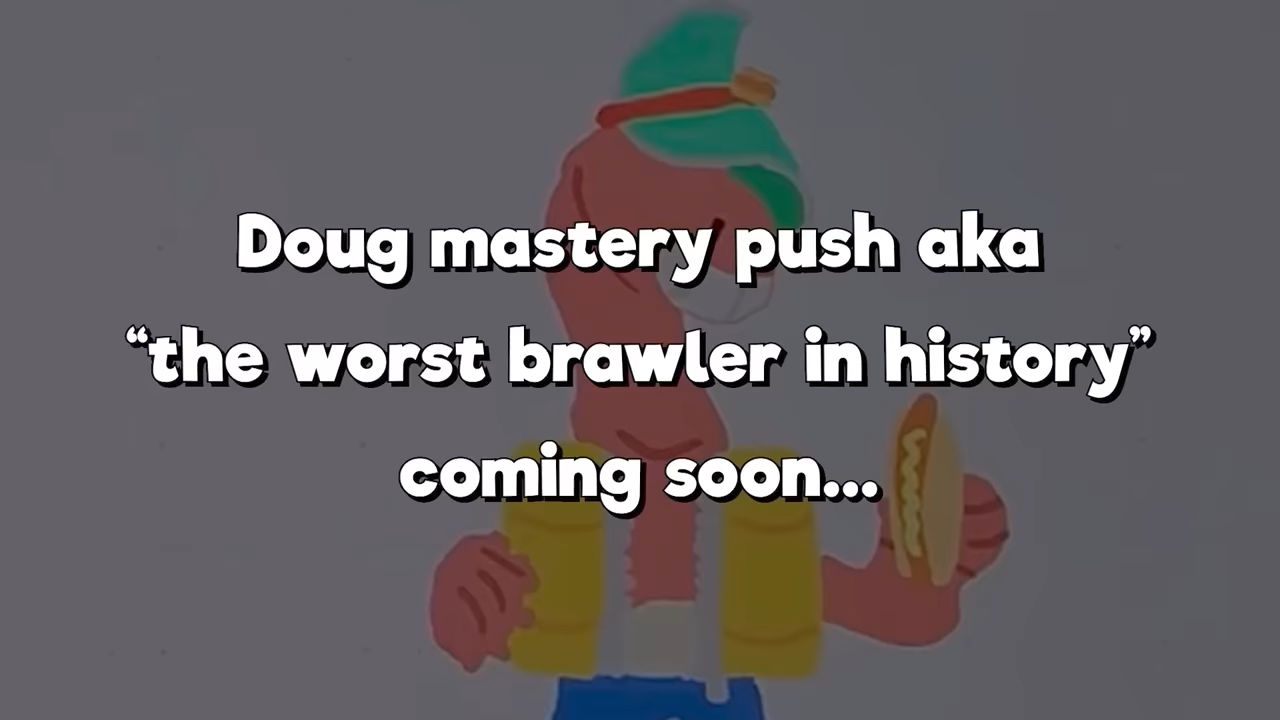 Doug mastery push aka
“the worst brawler in history”
coming soon...